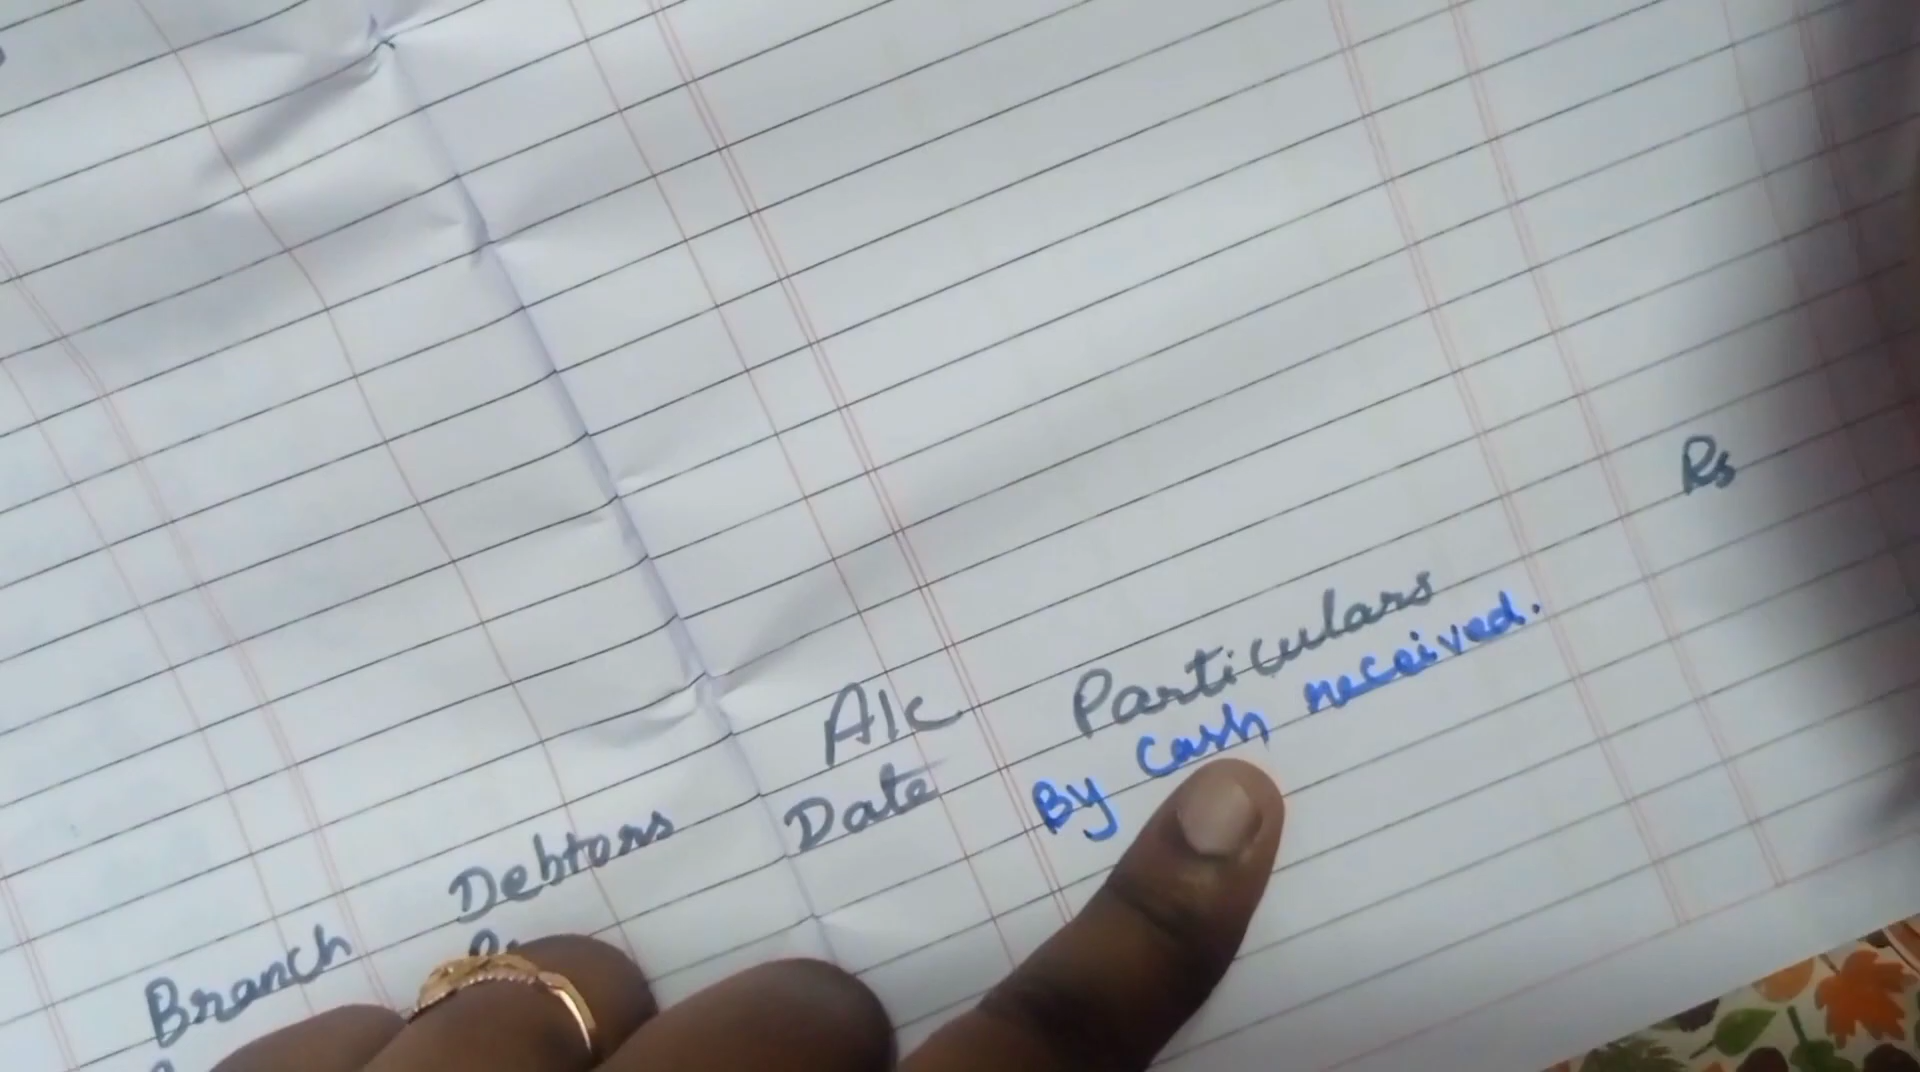 Branch Debtors A/c
Date Particulars Rs
By cash received.